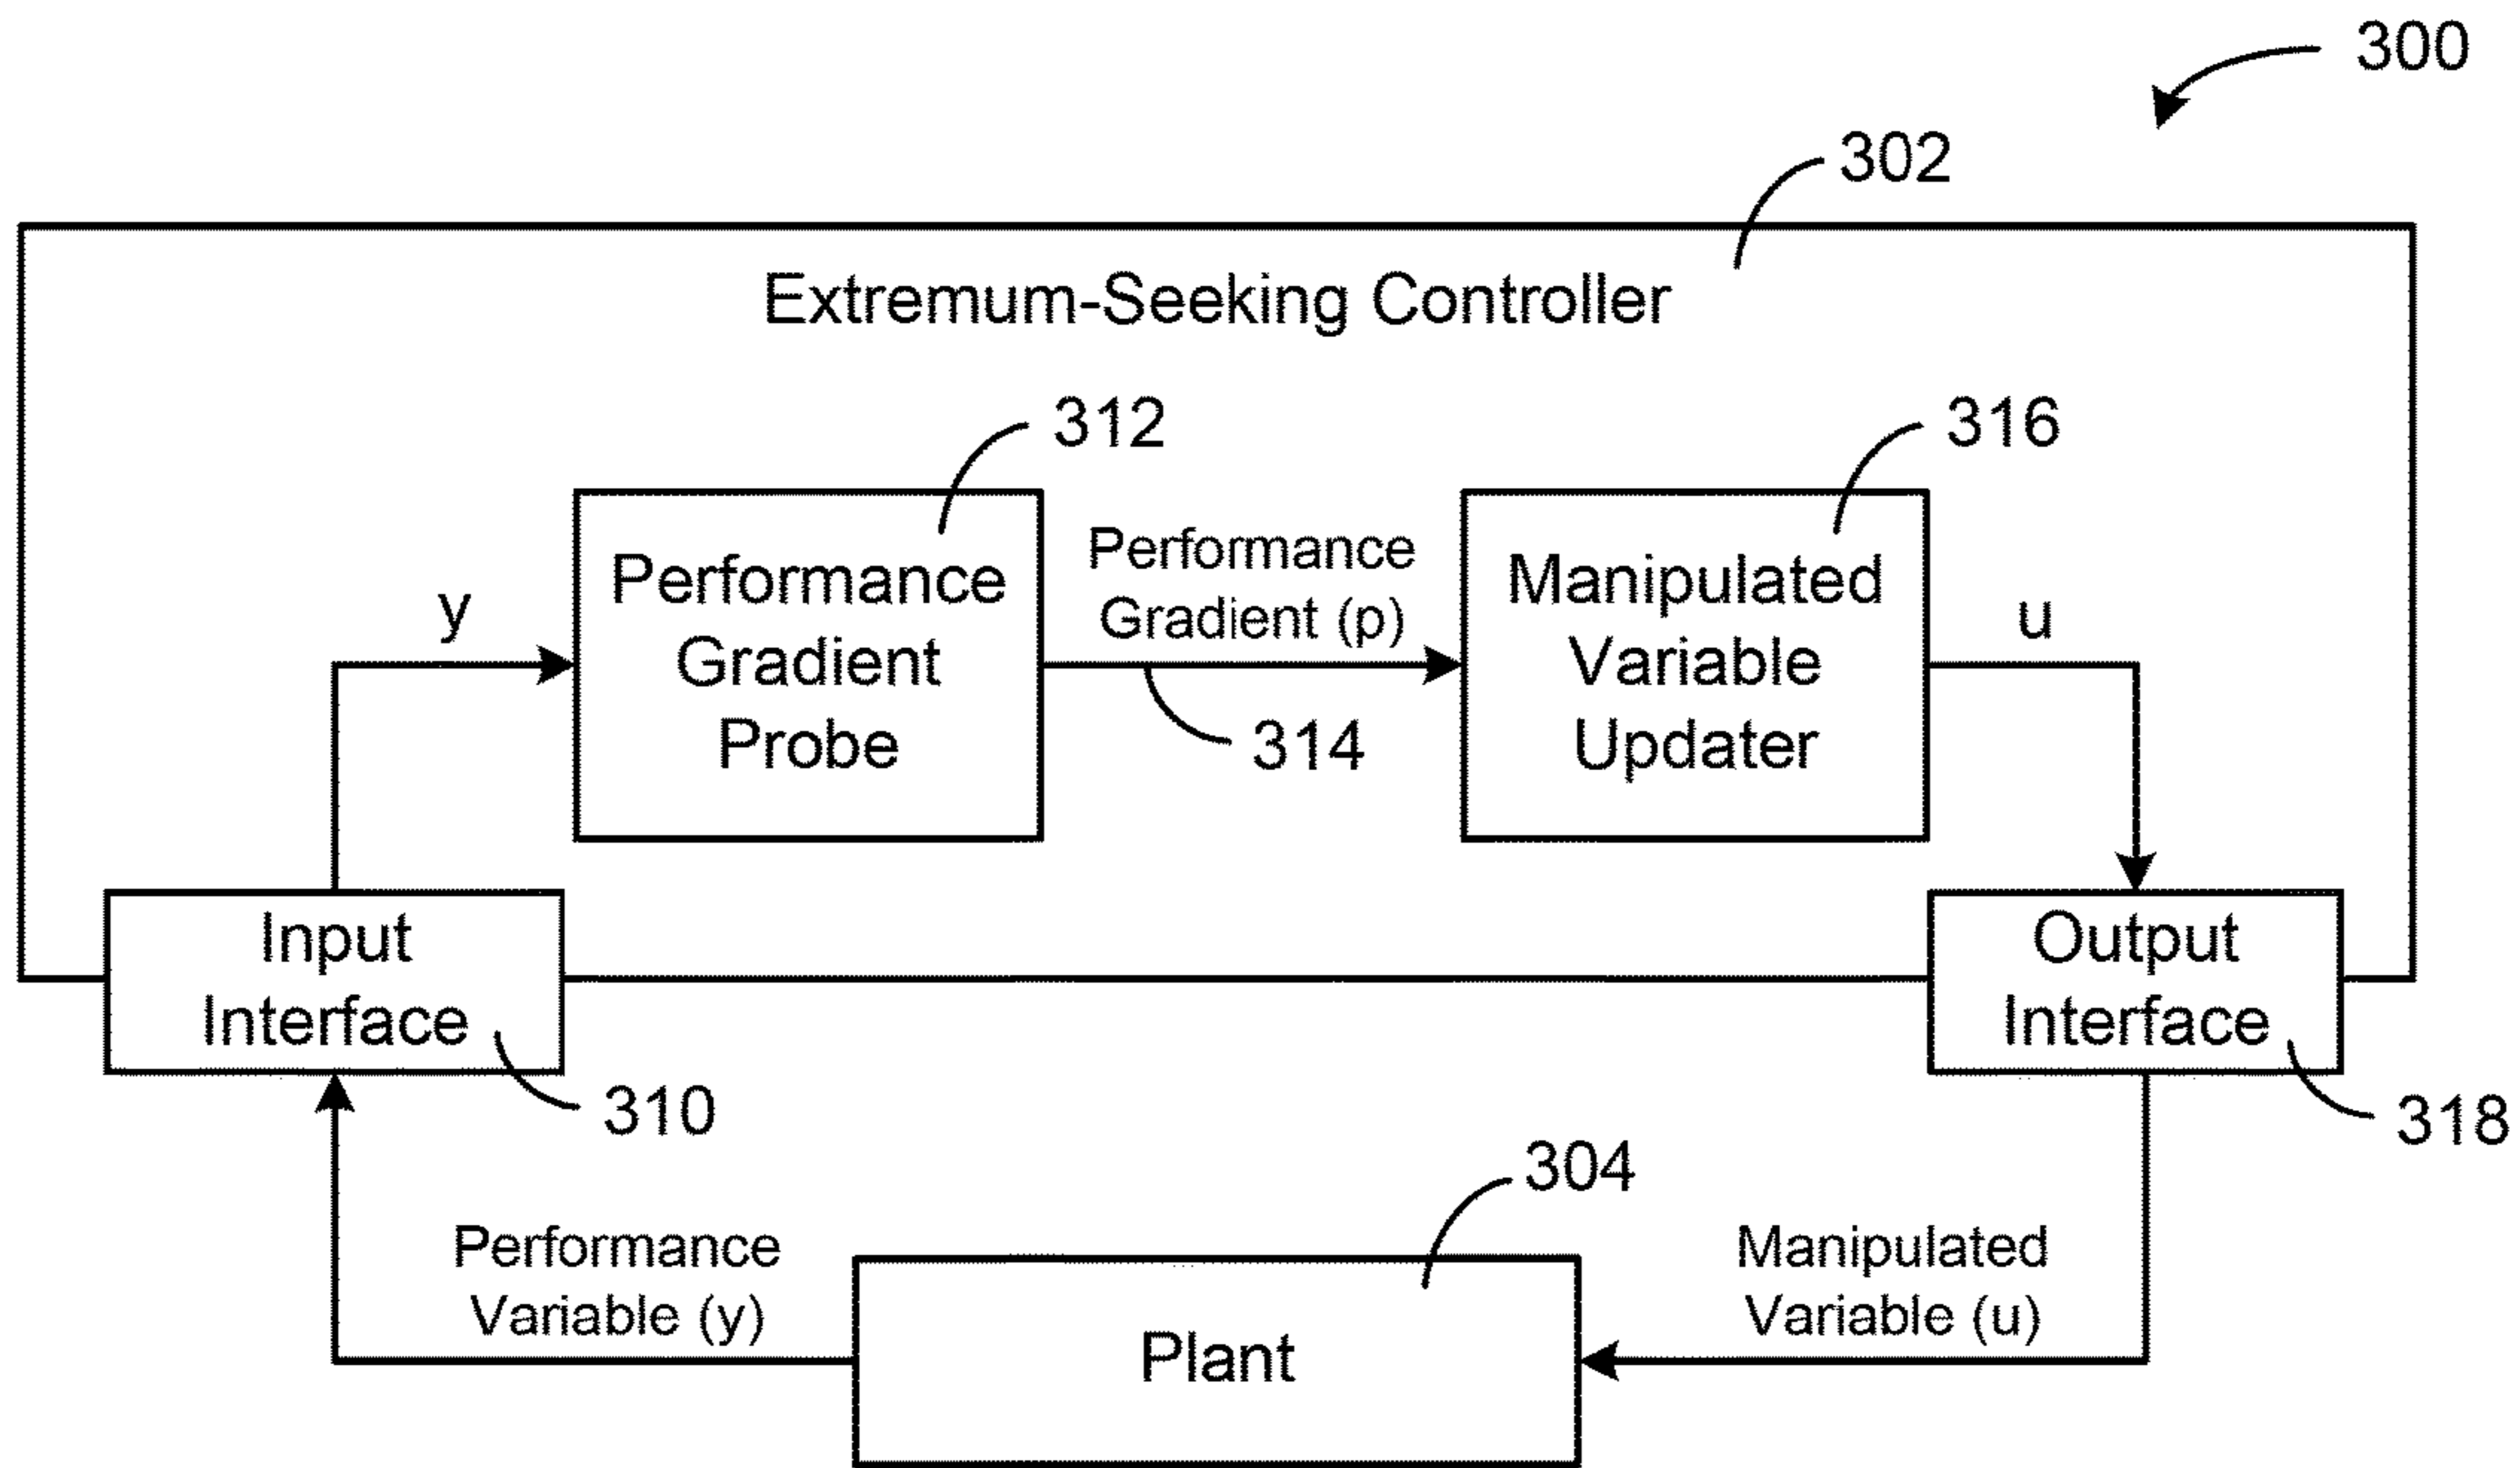 300
302
Extremum-Seeking Controller
312
316
Performance
Gradient
Probe
Performance
Gradient (p)
Manipulated
Variable
Updater
y
u
314
Input
Interface
Output
Interface
310
318
304
Performance
Variable (y)
Plant
Manipulated
Variable (u)